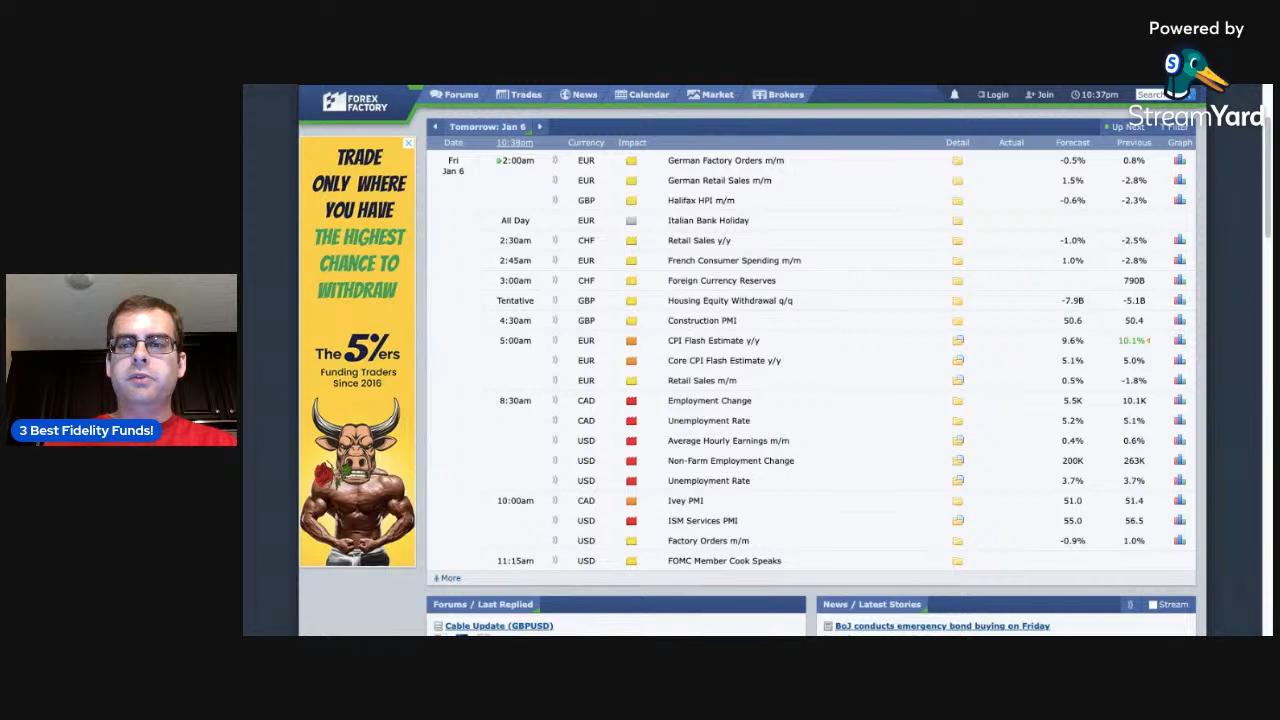 Powered by
S
StreamYard
FOREX FACTORY
Forums Trades News Calendar Market Brokers
Login Join 10:37pm Search
Tomorrow: Jan 6
Up Next Filter
Date 10:38pm Currency Impact Detail Actual Forecast Previous Graph
Fri Jan 6 2:00am EUR German Factory Orders m/m -0.5% 0.8%
EUR German Retail Sales m/m 1.5% -2.8%
GBP Halifax HPI m/m -0.6% -2.3%
All Day EUR Italian Bank Holiday
2:30am CHF Retail Sales y/y -1.0% -2.5%
2:45am EUR French Consumer Spending m/m 1.0% -2.8%
3:00am CHF Foreign Currency Reserves 790B
Tentative GBP Housing Equity Withdrawal q/q -7.9B -5.1B
4:30am GBP Construction PMI 50.6 50.4
5:00am EUR CPI Flash Estimate y/y 9.6% 10.1%
EUR Core CPI Flash Estimate y/y 5.1% 5.0%
EUR Retail Sales m/m 0.5% -1.8%
8:30am CAD Employment Change 5.5K 10.1K
CAD Unemployment Rate 5.2% 5.1%
USD Average Hourly Earnings m/m 0.4% 0.6%
USD Non-Farm Employment Change 200K 263K
USD Unemployment Rate 3.7% 3.7%
10:00am CAD Ivey PMI 51.0 51.4
USD ISM Services PMI 55.0 56.5
USD Factory Orders m/m -0.9% 1.0%
11:15am USD FOMC Member Cook Speaks
More
Forums / Last Replied
Cable Update (GBPUSD)
News / Latest Stories
Stream
BoJ conducts emergency bond buying on Friday
TRADE
ONLY WHERE
YOU HAVE
THE HIGHEST
CHANCE TO
WITHDRAW
The 5%ers
Funding Traders
Since 2016
3 Best Fidelity Funds!